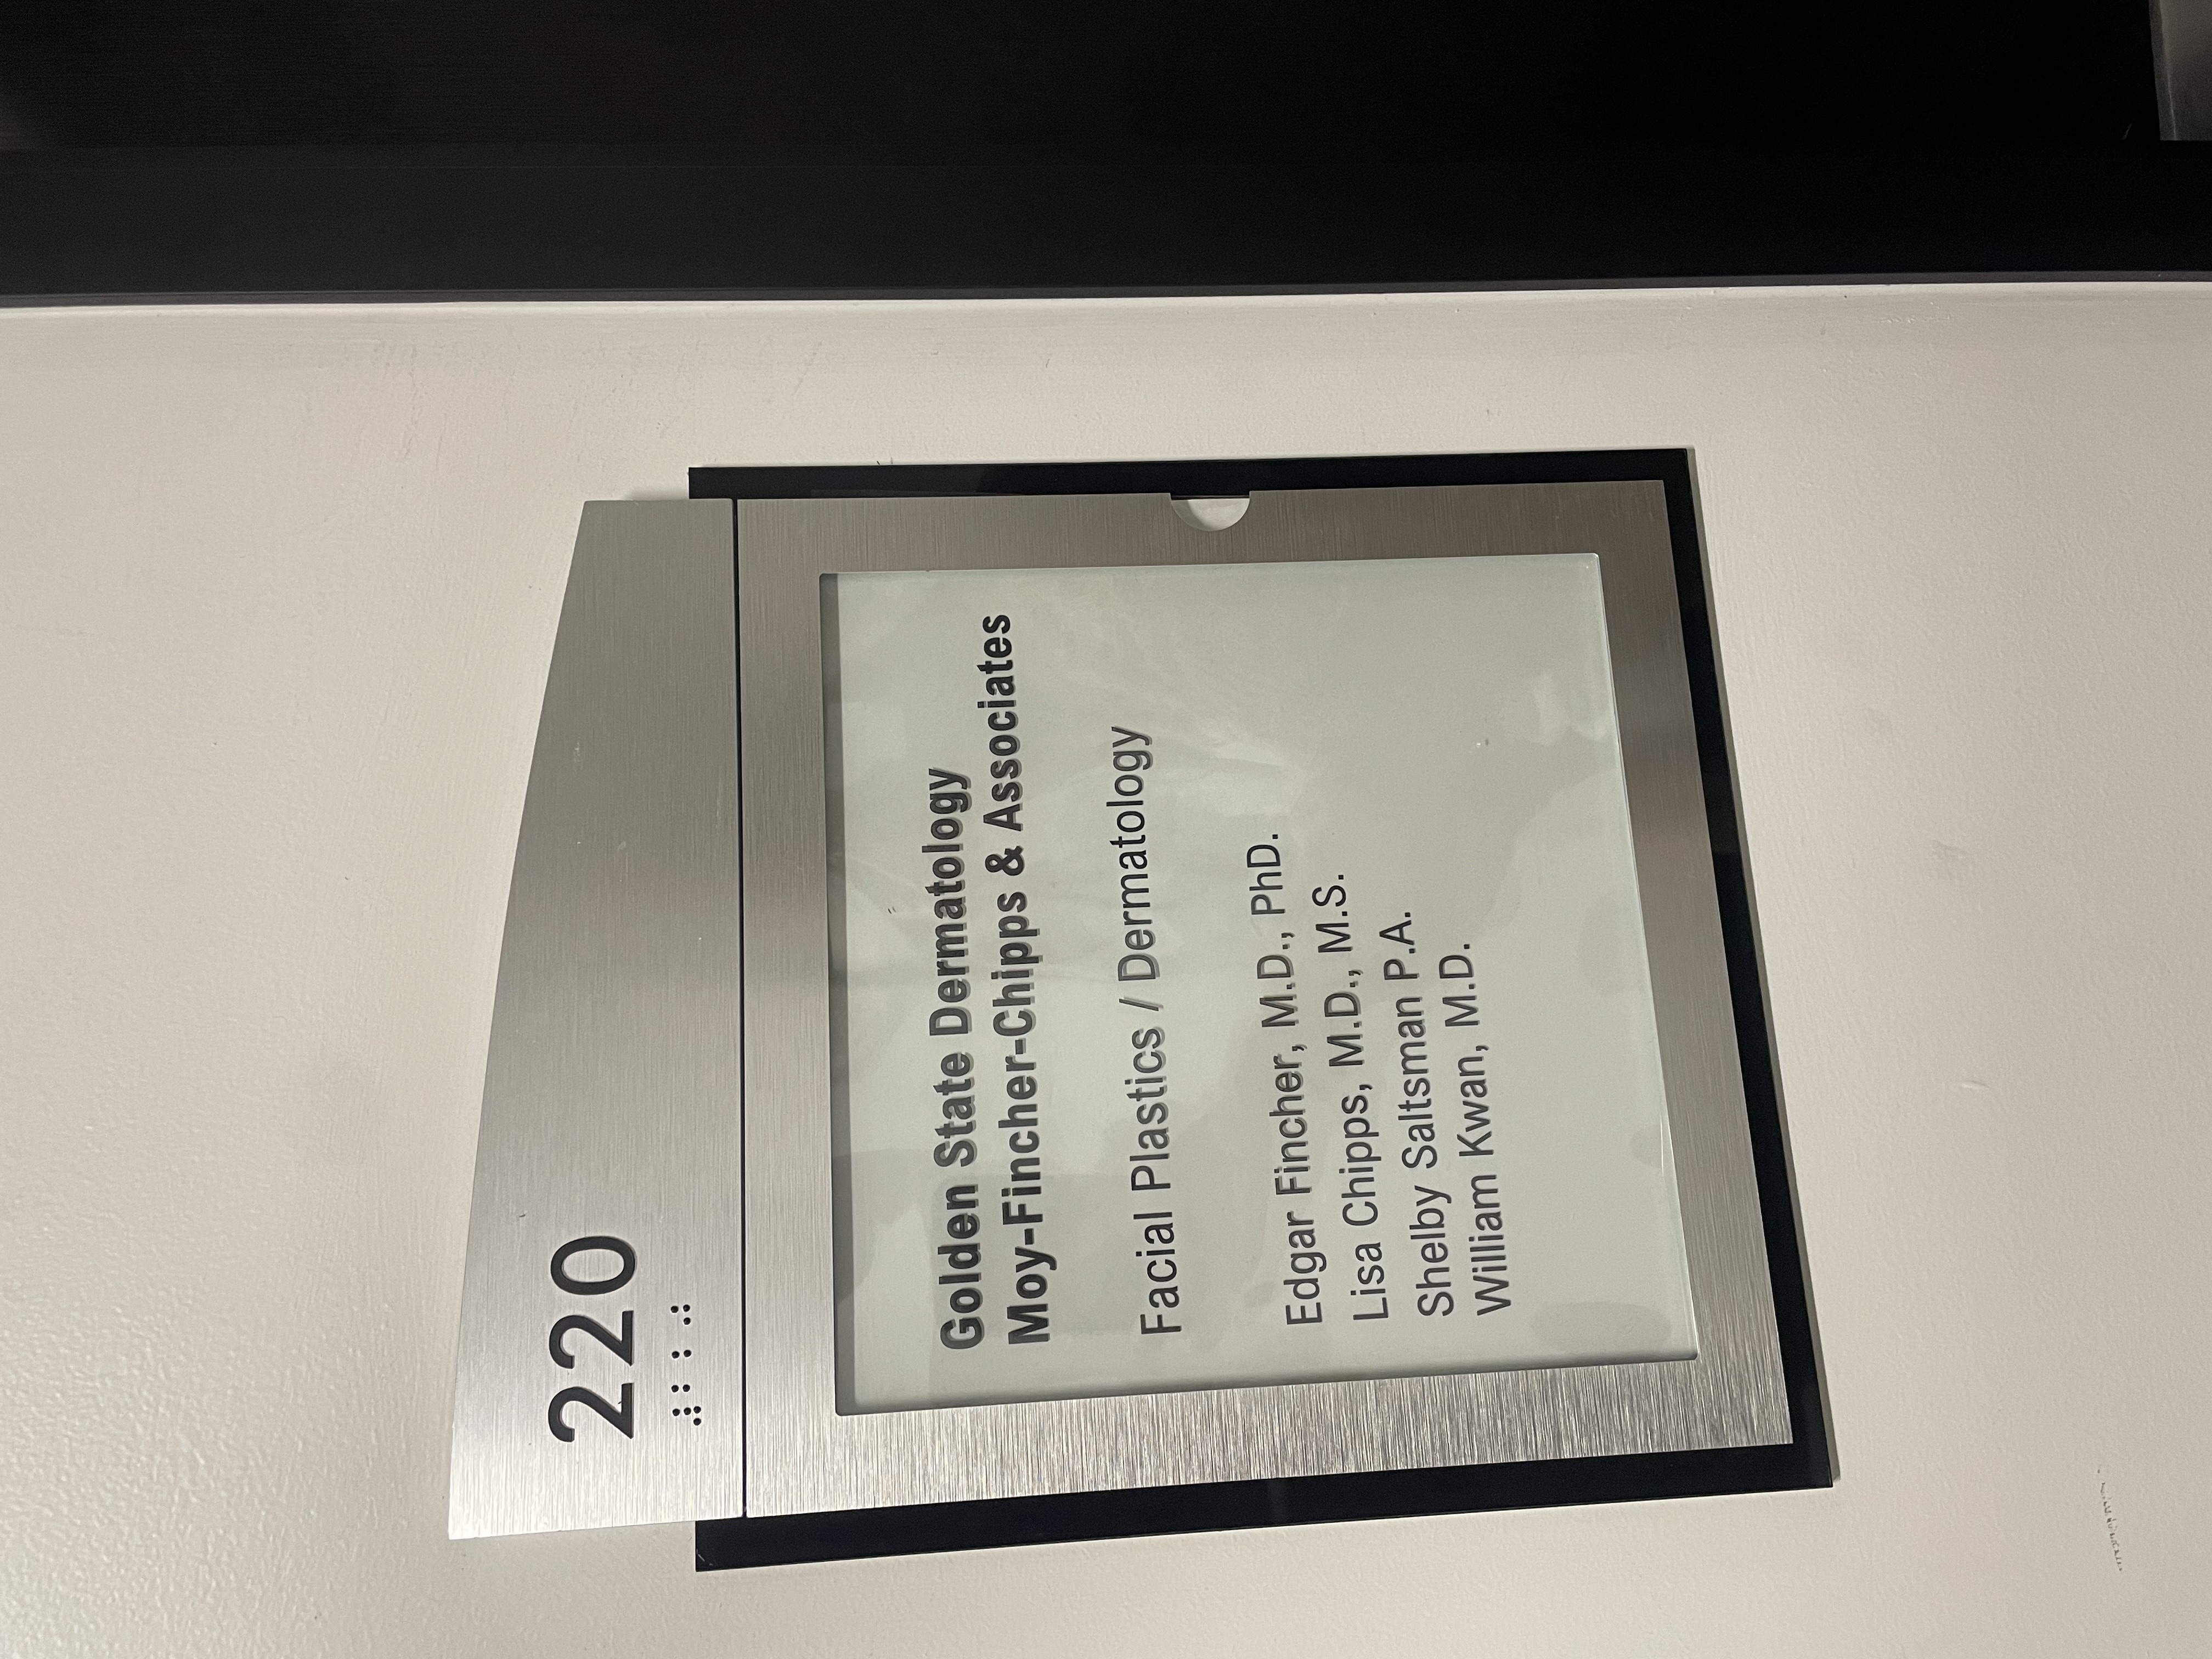 220
Golden State Dermatology
Moy-Fincher-Chipps & Associates
Facial Plastics / Dermatology
Edgar Fincher, M.D., PhD.
Lisa Chipps, M.D., M.S.
Shelby Saltsman P.A.
William Kwan, M.D.